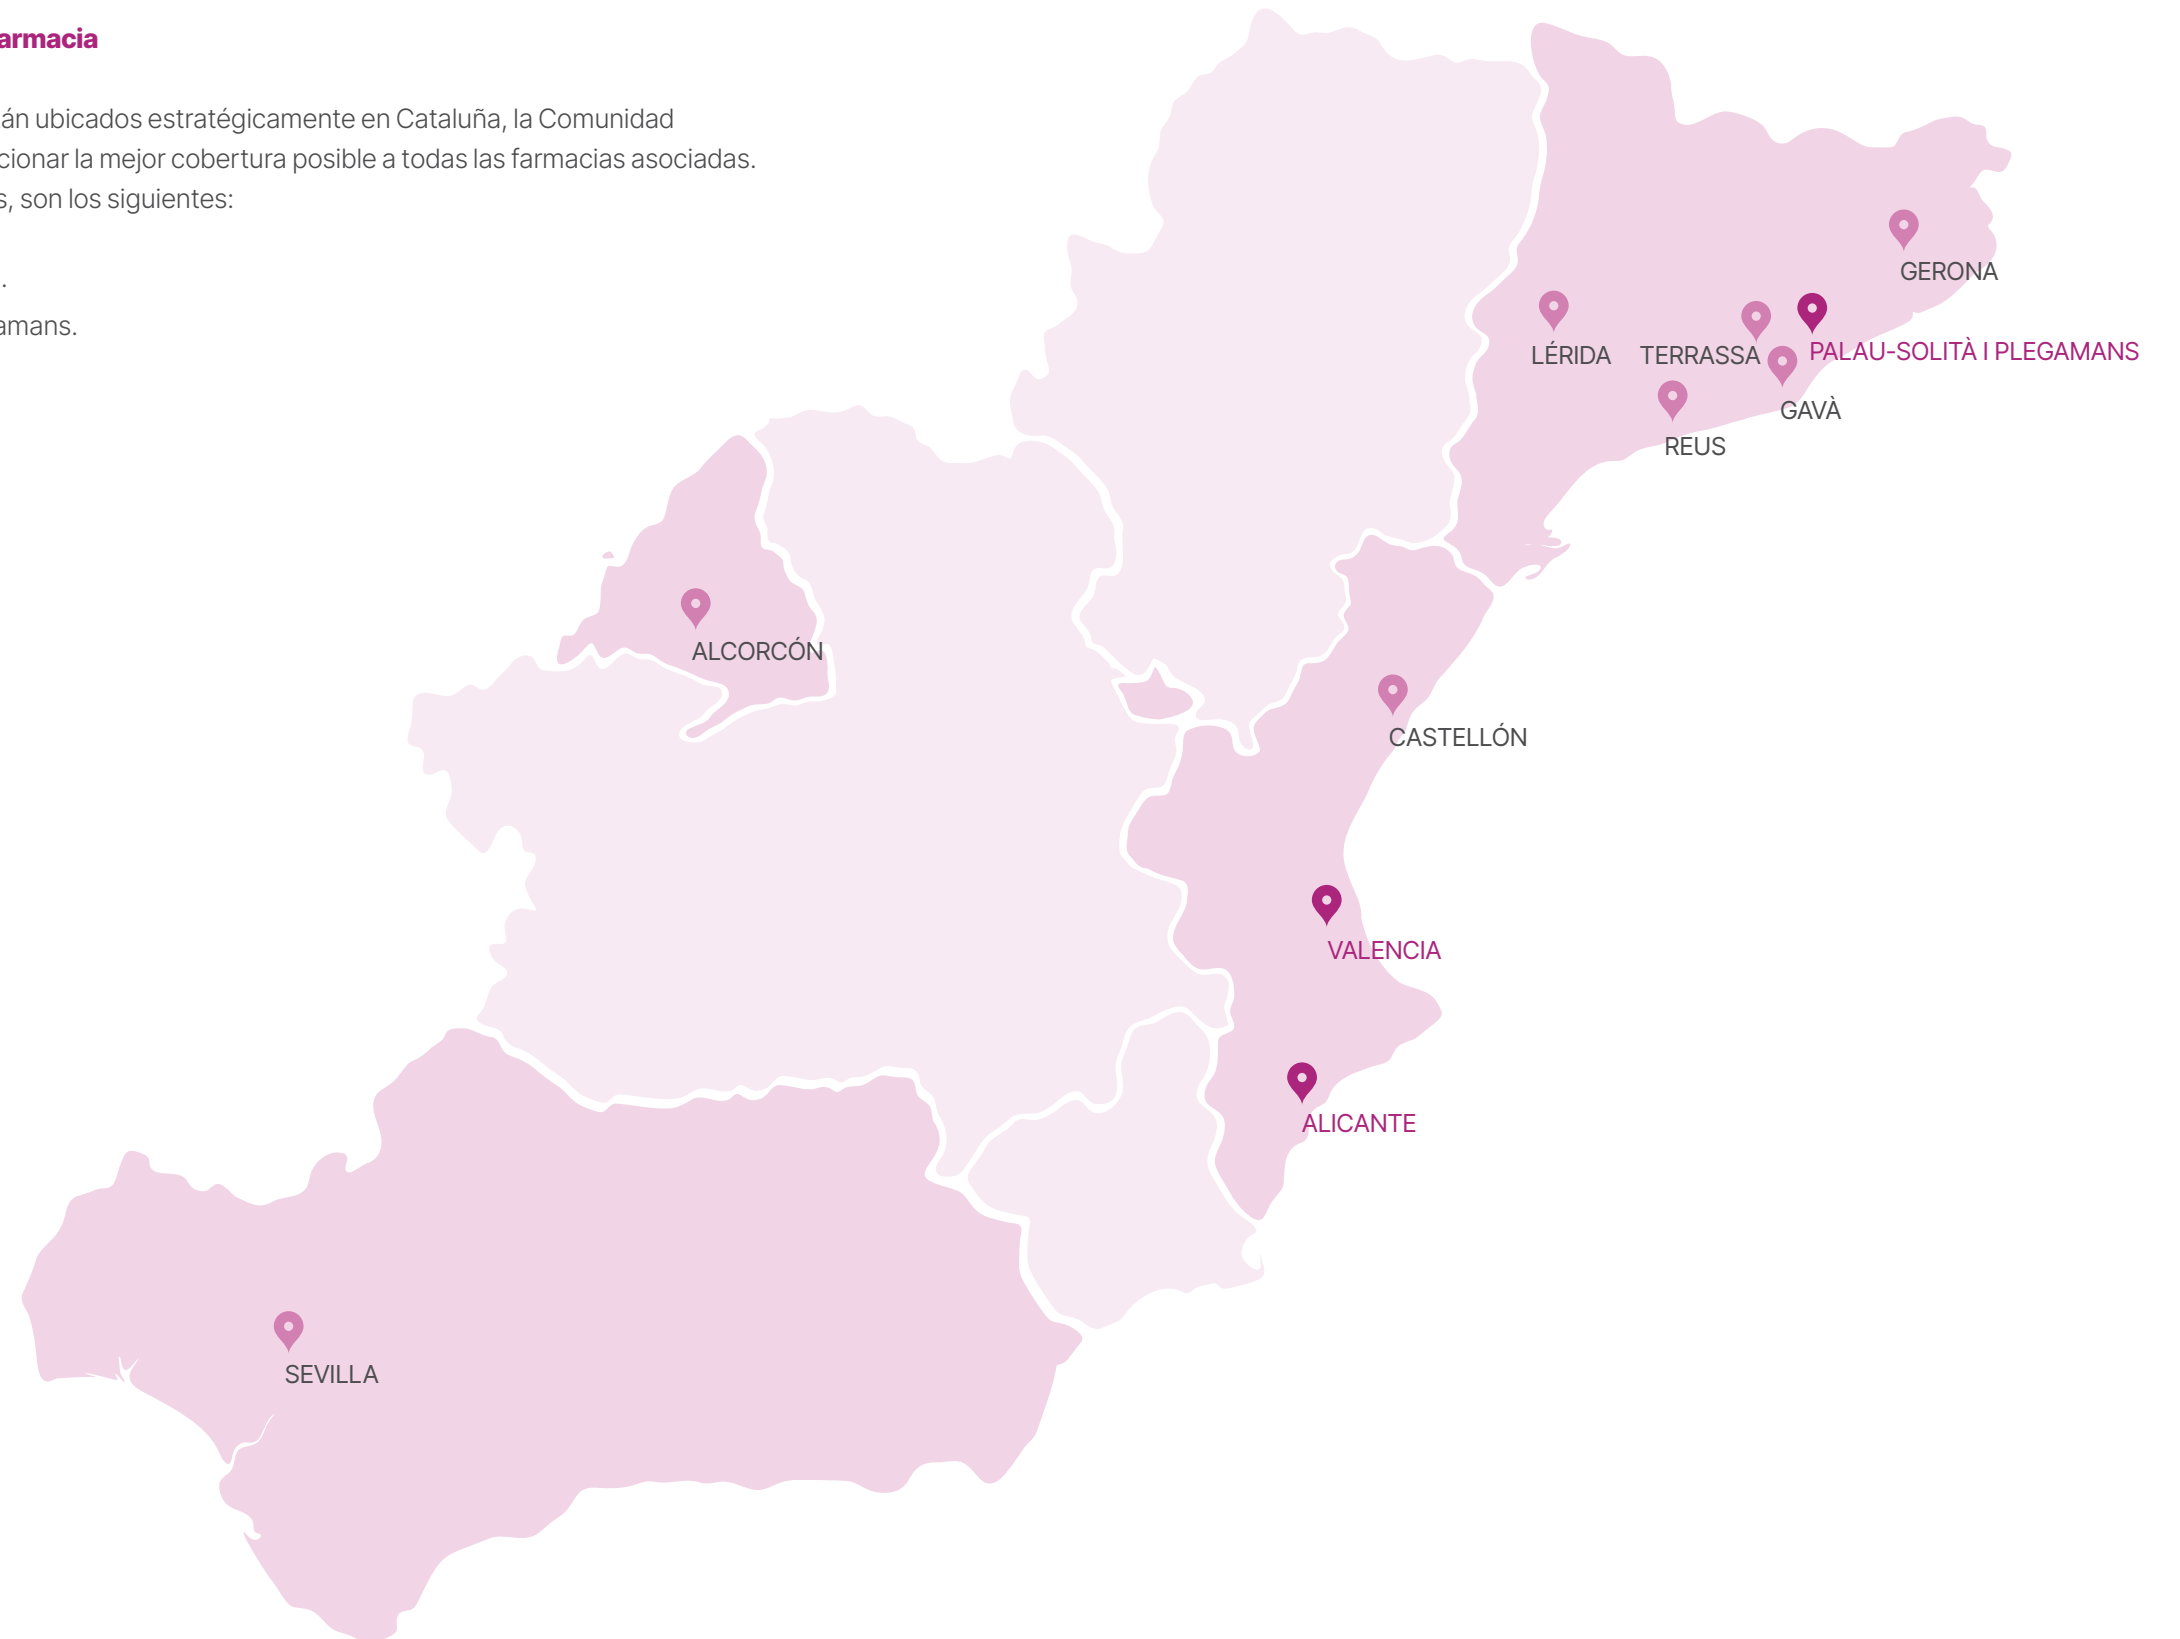 armacia
án ubicados estratégicamente en Cataluña, la Comunidad
cionar la mejor cobertura posible a todas las farmacias asociadas.
s, son los siguientes:
.
amans.
GERONA
LÉRIDA
TERRASSA
PALAU-SOLITÀ I PLEGAMANS
GAVÀ
REUS
ALCORCÓN
CASTELLÓN
VALENCIA
ALICANTE
SEVILLA